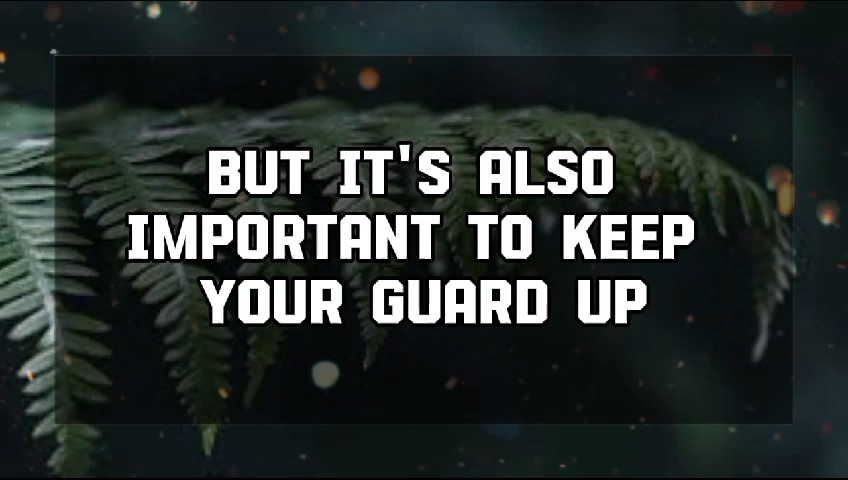 BUT IT'S ALSO
IMPORTANT TO KEEP
YOUR GUARD UP